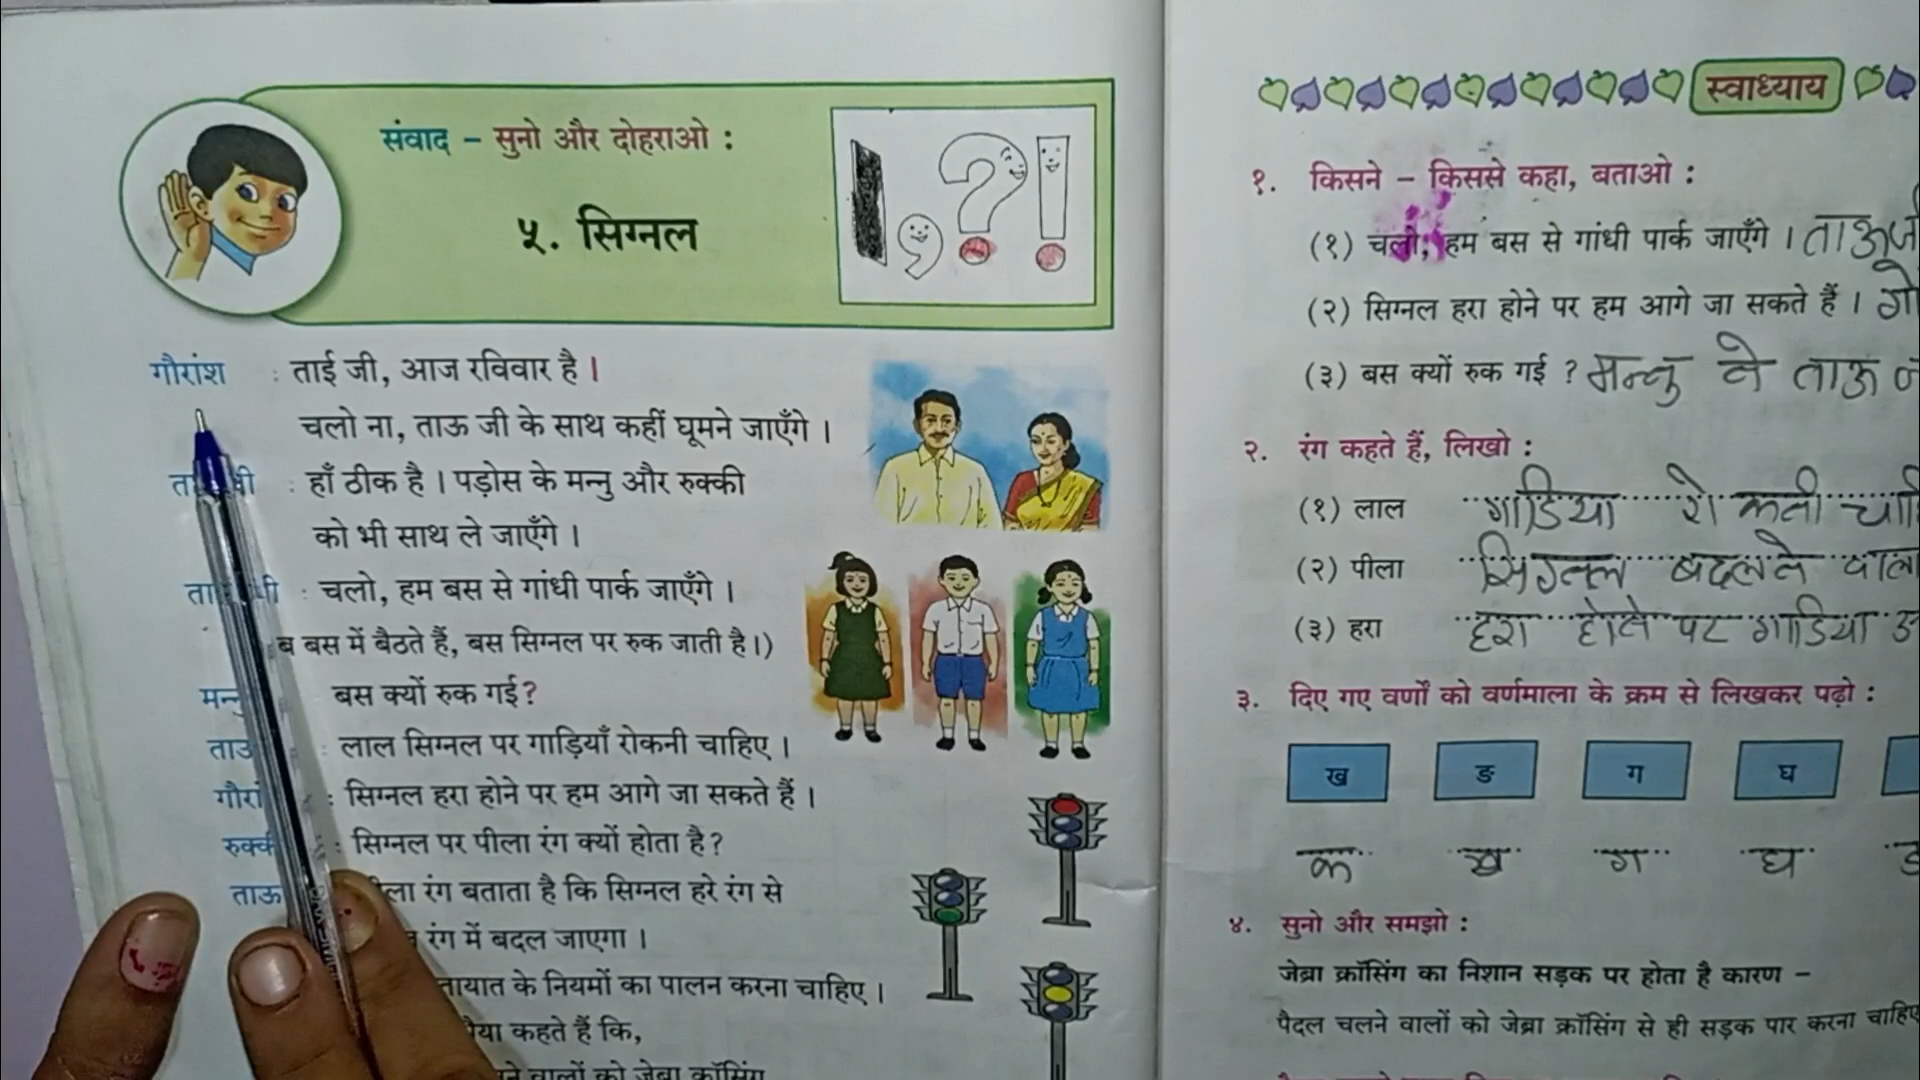 संवाद – सुनो और दोहराओ :
५. सिग्नल
गौरांश : ताई जी, आज रविवार है।
चलो ना, ताऊ जी के साथ कहीं घूमने जाएँगे ।
: हाँ ठीक है । पड़ोस के मन्नु और रुक्की
को भी साथ ले जाएँगे ।
: चलो, हम बस से गांधी पार्क जाएँगे ।
बस में बैठते हैं, बस सिग्नल पर रुक जाती है।)
बस क्यों रुक गई?
: लाल सिग्नल पर गाड़ियाँ रोकनी चाहिए ।
: सिग्नल हरा होने पर हम आगे जा सकते हैं ।
: सिग्नल पर पीला रंग क्यों होता है?
ताऊ रंग बताता है कि सिग्नल हरे रंग से
रंग में बदल जाएगा ।
के नियमों का पालन करना चाहिए ।
कहते हैं कि,
वालों को जेब्रा क्रॉसिंग
स्वाध्याय
१. किसने – किससे कहा, बताओ :
(१) चलो, हम बस से गांधी पार्क जाएँगे ।
(२) सिग्नल हरा होने पर हम आगे जा सकते हैं ।
(३) बस क्यों रुक गई ? मन्नु ने ताऊ
२. रंग कहते हैं, लिखो :
(१) लाल गाडिया रोकनी
(२) पीला सिग्नल बदलने वाला
(३) हरा हरा होने पर गाडिया
३. दिए गए वर्णों को वर्णमाला के क्रम से लिखकर पढ़ो :
ख ङ ग घ
क ख ग घ
४. सुनो और समझो :
जेब्रा क्रॉसिंग का निशान सड़क पर होता है कारण –
पैदल चलने वालों को जेब्रा क्रॉसिंग से ही सड़क पार करना चाहिए